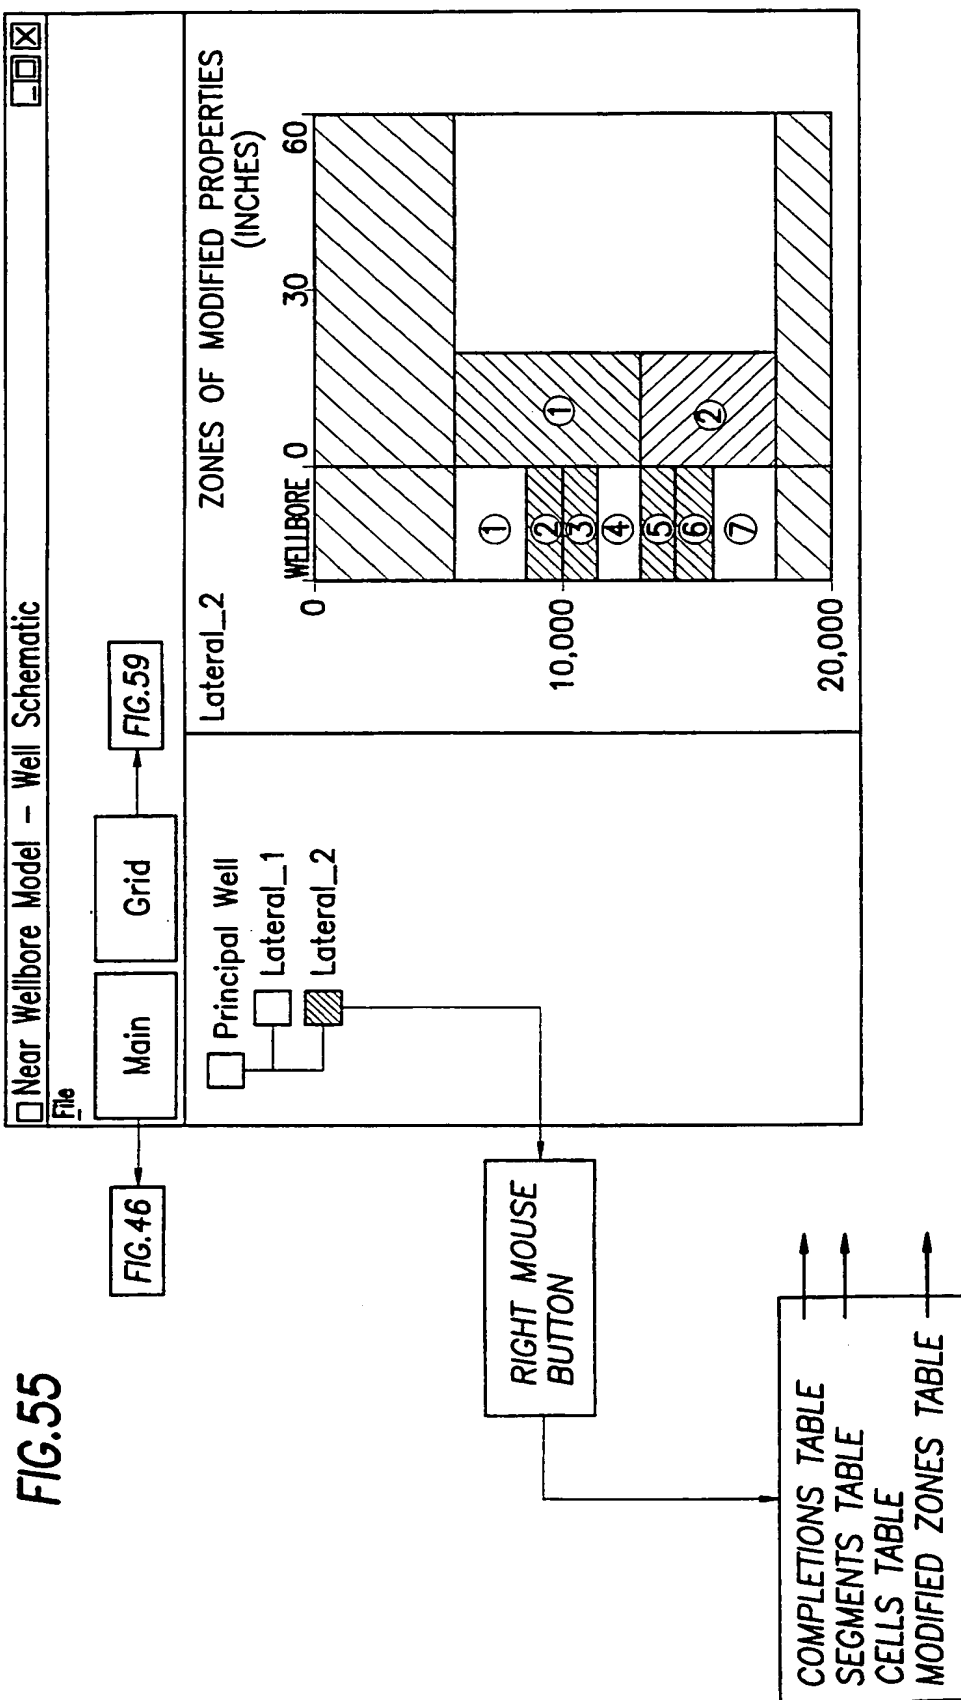 FIG.55
Near Wellbore Model – Well Schematic
File
FIG.46
Main
Grid
FIG.59
Principal Well
Lateral_1
Lateral_2
Lateral_2
ZONES OF MODIFIED PROPERTIES
(INCHES)
WELLBORE 0 30 60
0
10,000
20,000
1
2
3
4
5
6
7
1
2
RIGHT MOUSE
BUTTON
COMPLETIONS TABLE
SEGMENTS TABLE
CELLS TABLE
MODIFIED ZONES TABLE